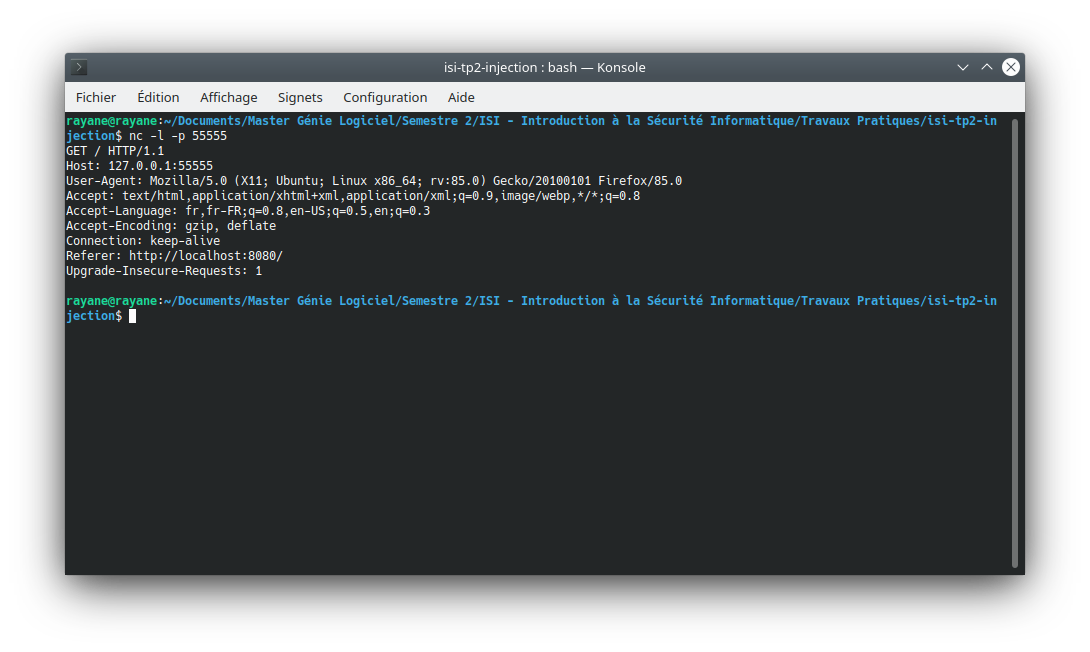 isi-tp2-injection : bash — Konsole
Fichier Édition Affichage Signets Configuration Aide
rayane@rayane:~/Documents/Master Génie Logiciel/Semestre 2/ISI - Introduction à la Sécurité Informatique/Travaux Pratiques/isi-tp2-in
jection$ nc -l -p 55555
GET / HTTP/1.1
Host: 127.0.0.1:55555
User-Agent: Mozilla/5.0 (X11; Ubuntu; Linux x86_64; rv:85.0) Gecko/20100101 Firefox/85.0
Accept: text/html,application/xhtml+xml,application/xml;q=0.9,image/webp,*/*;q=0.8
Accept-Language: fr,fr-FR;q=0.8,en-US;q=0.5,en;q=0.3
Accept-Encoding: gzip, deflate
Connection: keep-alive
Referer: http://localhost:8080/
Upgrade-Insecure-Requests: 1
rayane@rayane:~/Documents/Master Génie Logiciel/Semestre 2/ISI - Introduction à la Sécurité Informatique/Travaux Pratiques/isi-tp2-in
jection$